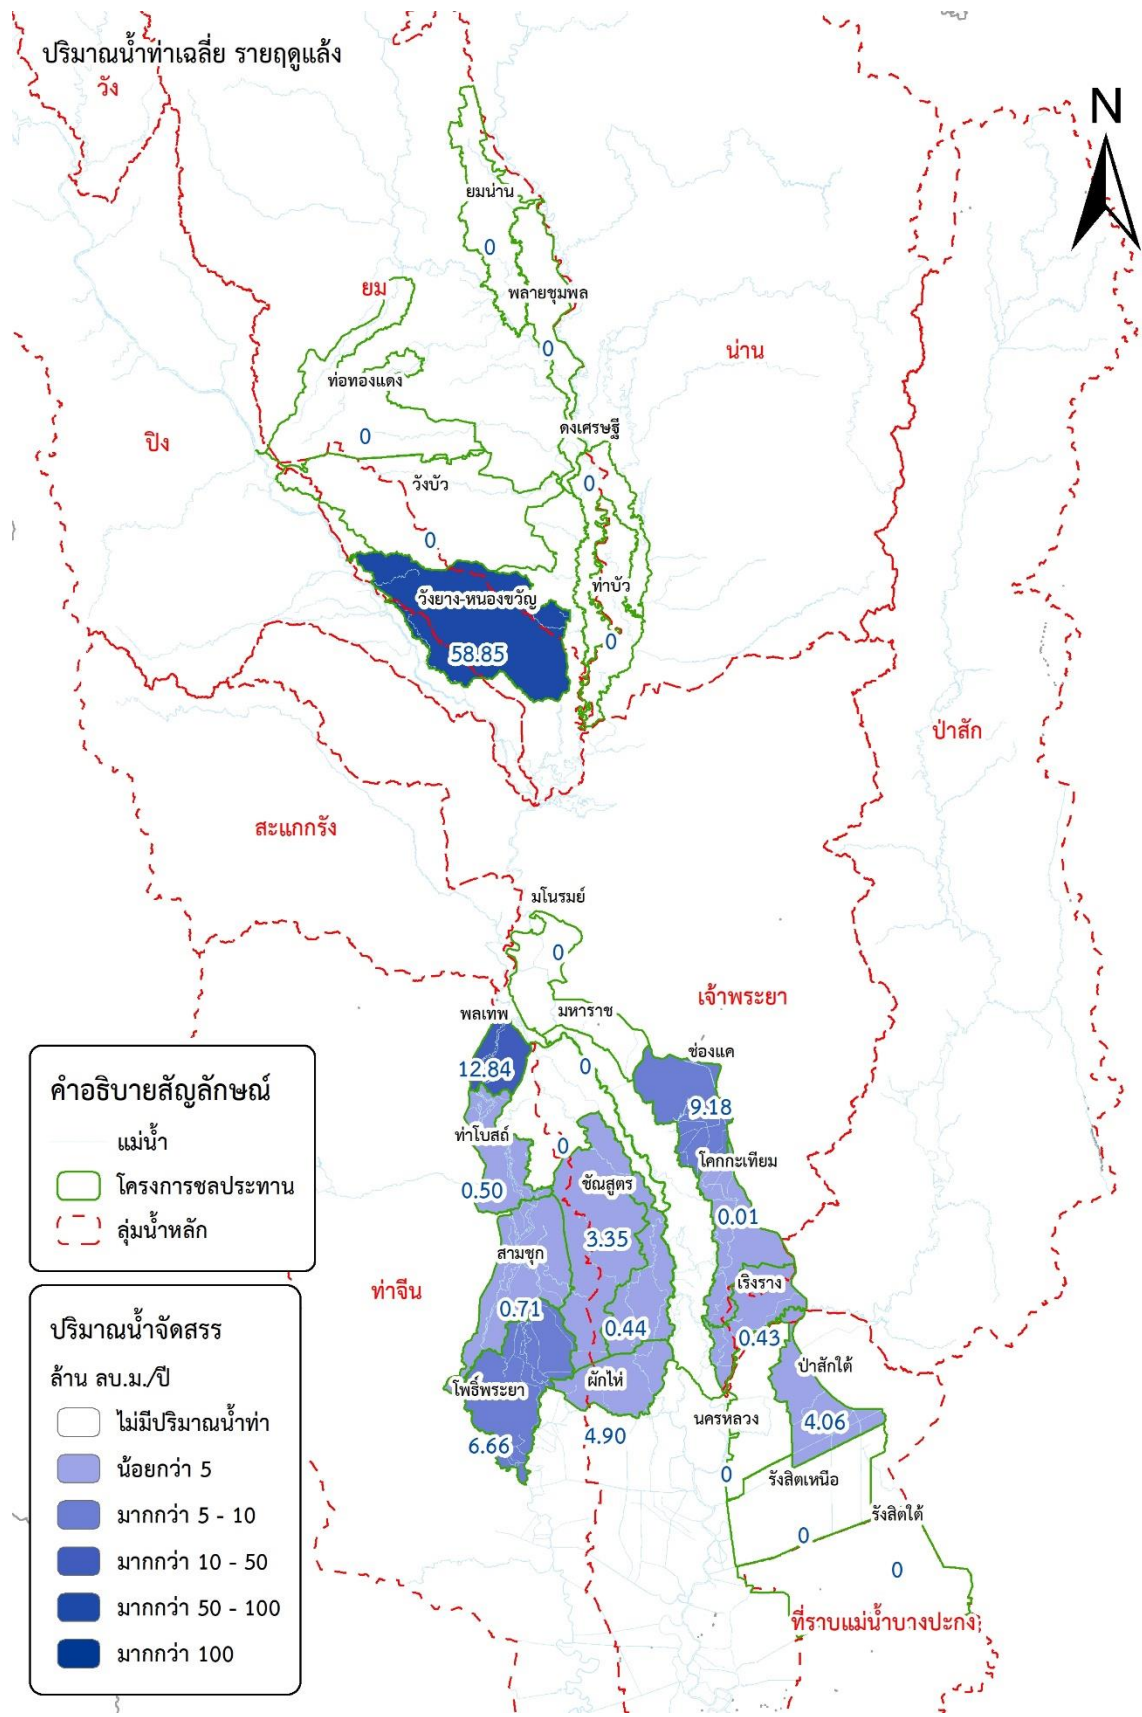 ปริมาณน้ำท่าเฉลี่ย รายฤดูแล้ง
วัง
N
ยมน่าน
0
ยม
พลายชุมพล
0
น่าน
ท่อทองแดง
0
ดงเศรษฐี
ปิง
วังบัว
0
0
วังยาง-หนองขวัญ
58.85
ท่าบัว
0
ป่าสัก
สะแกกรัง
มโนรมย์
0
เจ้าพระยา
พลเทพ
มหาราช
ช่องแค
12.84
0
9.18
ท่าโบสถ์
0
โคกกะเทียม
0.50
ชัณสูตร
0.01
3.35
สามชุก
เริงราง
ท่าจีน
0.71
0.44
0.43
ป่าสักใต้
โพธิ์พระยา
ผักไห่
นครหลวง
4.06
6.66
4.90
0
รังสิตเหนือ
รังสิตใต้
0
0
ที่ราบแม่น้ำบางปะกง
คำอธิบายสัญลักษณ์
แม่น้ำ
โครงการชลประทาน
ลุ่มน้ำหลัก
ปริมาณน้ำจัดสรร
ล้าน ลบ.ม./ปี
ไม่มีปริมาณน้ำท่า
น้อยกว่า 5
มากกว่า 5 - 10
มากกว่า 10 - 50
มากกว่า 50 - 100
มากกว่า 100